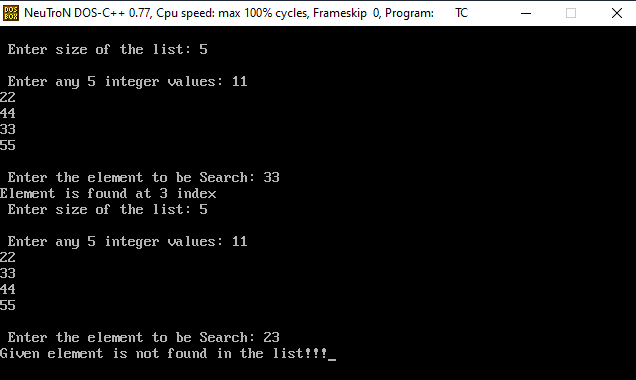 DOS BOX NeuTroN DOS-C++ 0.77, Cpu speed: max 100% cycles, Frameskip 0, Program: TC
Enter size of the list: 5
Enter any 5 integer values: 11
22
44
33
55
Enter the element to be Search: 33
Element is found at 3 index
Enter size of the list: 5
Enter any 5 integer values: 11
22
33
44
55
Enter the element to be Search: 23
Given element is not found in the list!!!_